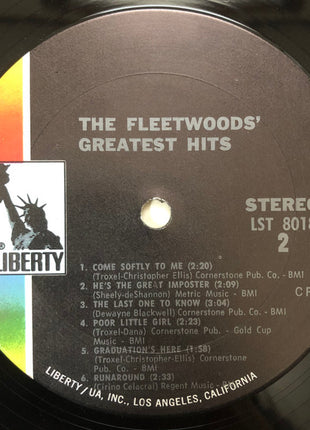 THE FLEETWOODS'
GREATEST HITS
STEREO
LST 8018
2
® LIBERTY
1. COME SOFTLY TO ME (2:20)
(Troxel-Christopher Ellis) Cornerstone Pub. Co. - BMI
2. HE'S THE GREAT IMPOSTER (2:09)
(Sheely-deShannon) Metric Music - BMI
3. THE LAST ONE TO KNOW (3:04)
(Dewayne Blackwell) Cornerstone Pub. Co. - BMI
4. POOR LITTLE GIRL (2:23)
(Troxel-Dana) Cornerstone Pub. - Gold Cup
Music - BMI
5. GRADUATION'S HERE (1:58)
(Troxel-Christopher-Ellis) Cornerstone
Pub. Co. - BMI
6. RUNAROUND (2:33)
(Cirino Colocrai) Regent Music - B
LIBERTY/UA, INC., LOS ANGELES, CALIFORNIA